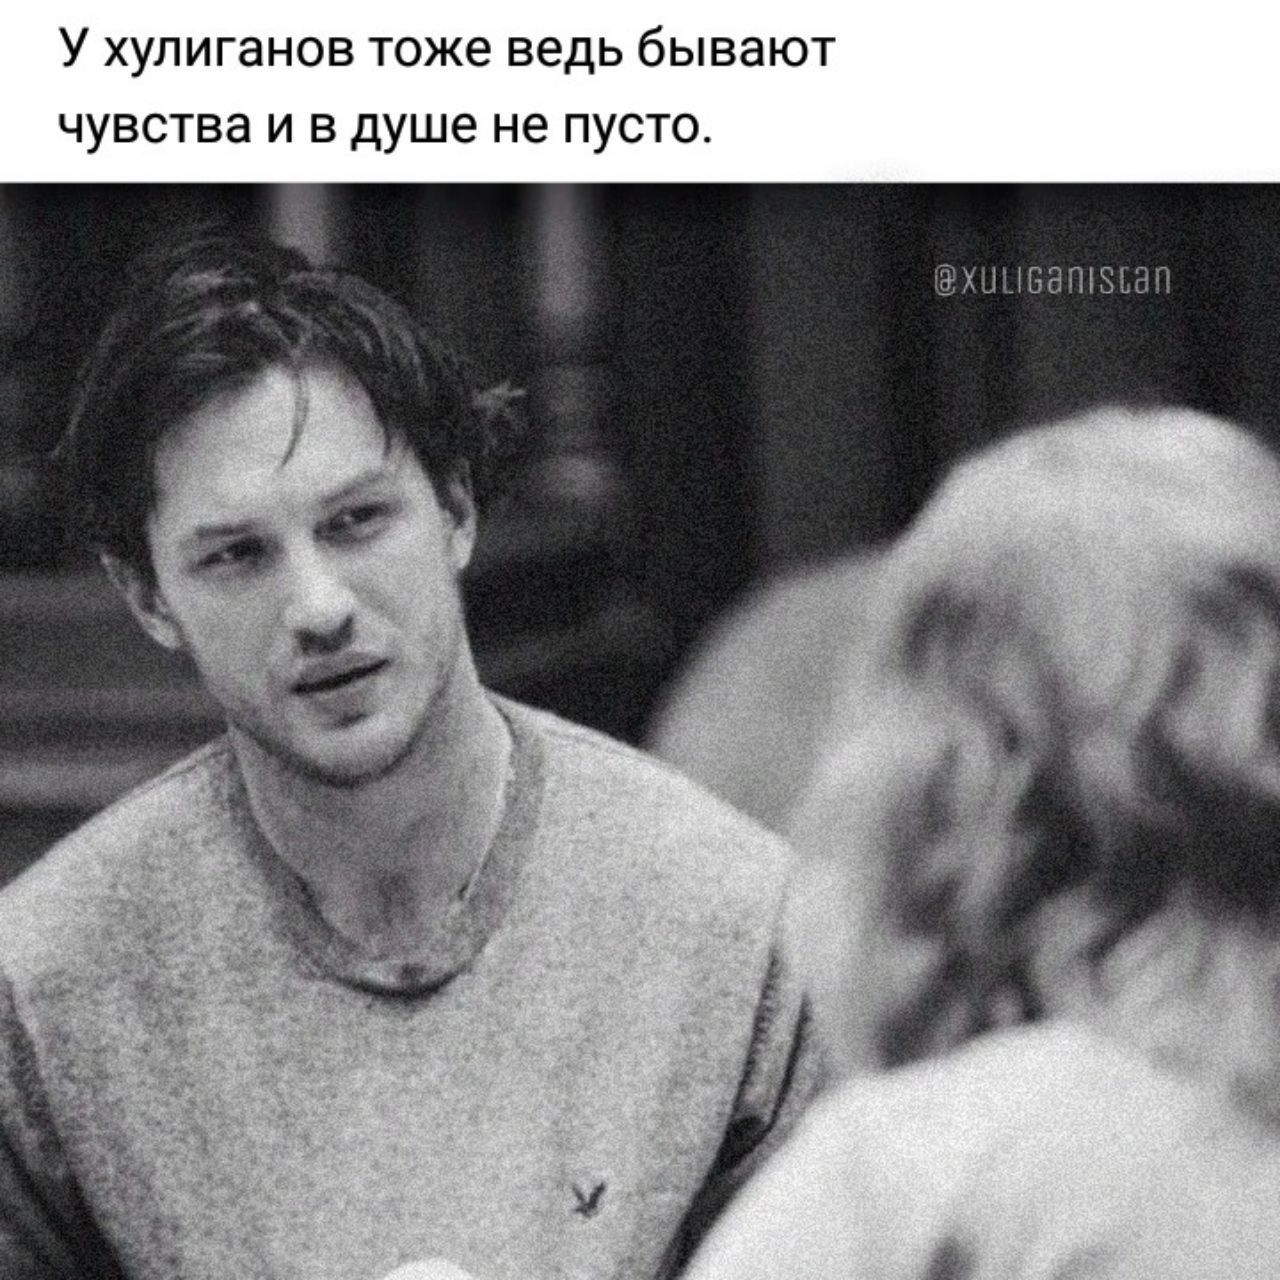 У хулиганов тоже ведь бывают
чувства и в душе не пусто.
@xuliganistan